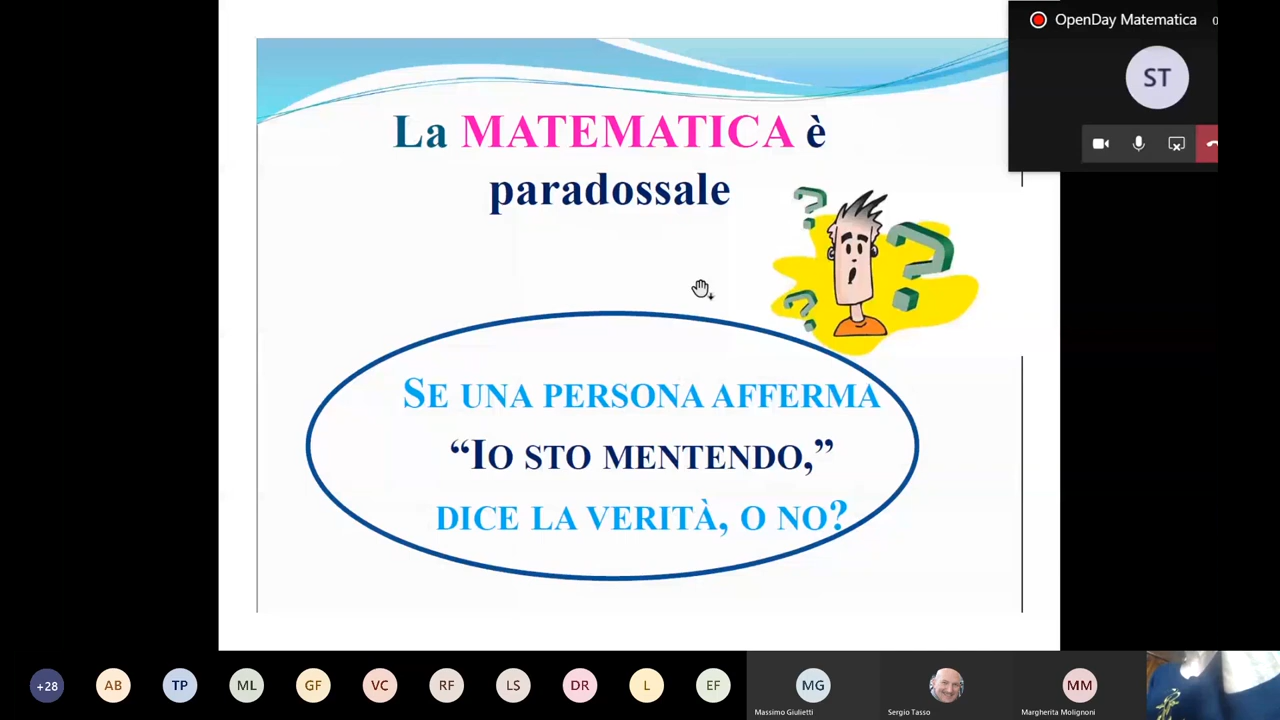 OpenDay Matematica
ST
La MATEMATICA è
paradossale
? ? ?
SE UNA PERSONA AFFERMA
“IO STO MENTENDO,”
DICE LA VERITÀ, O NO?
+28 AB TP ML GF VC RF LS DR L EF MG MM
Massimo Giulietti Sergio Tasso Margherita Molignoni